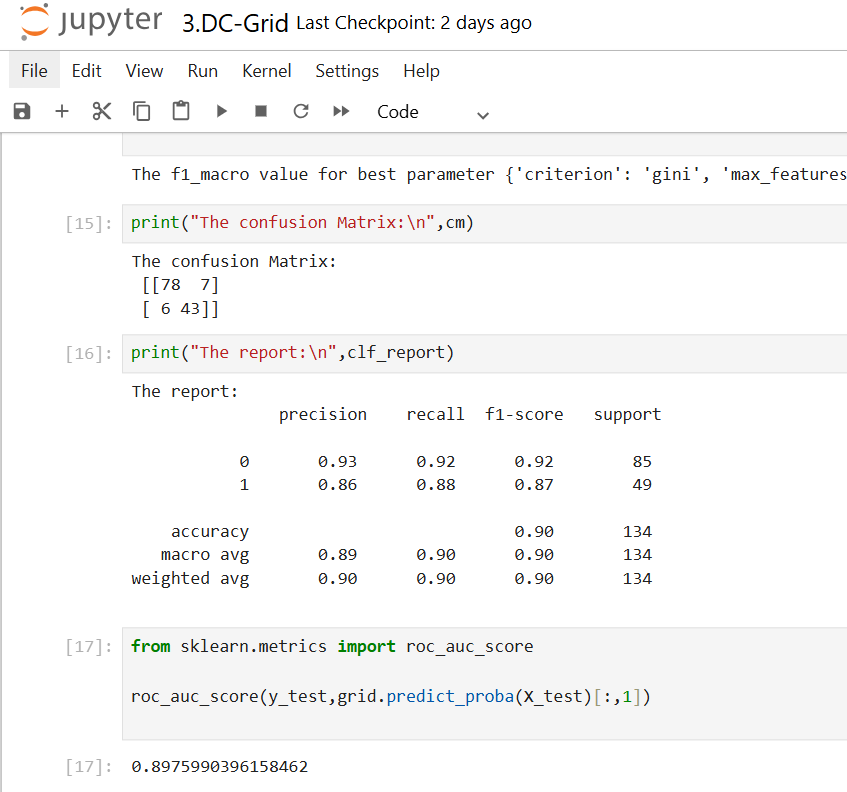 jupyter 3.DC-Grid Last Checkpoint: 2 days ago
File Edit View Run Kernel Settings Help
Code
The f1_macro value for best parameter {'criterion': 'gini', 'max_features
[15]: print("The confusion Matrix:\n",cm)
The confusion Matrix:
[[78  7]
[ 6 43]]
[16]: print("The report:\n",clf_report)
The report:
precision recall f1-score support
0 0.93 0.92 0.92 85
1 0.86 0.88 0.87 49
accuracy 0.90 134
macro avg 0.89 0.90 0.90 134
weighted avg 0.90 0.90 0.90 134
[17]: from sklearn.metrics import roc_auc_score
roc_auc_score(y_test,grid.predict_proba(X_test)[:,1])
[17]: 0.8975990396158462